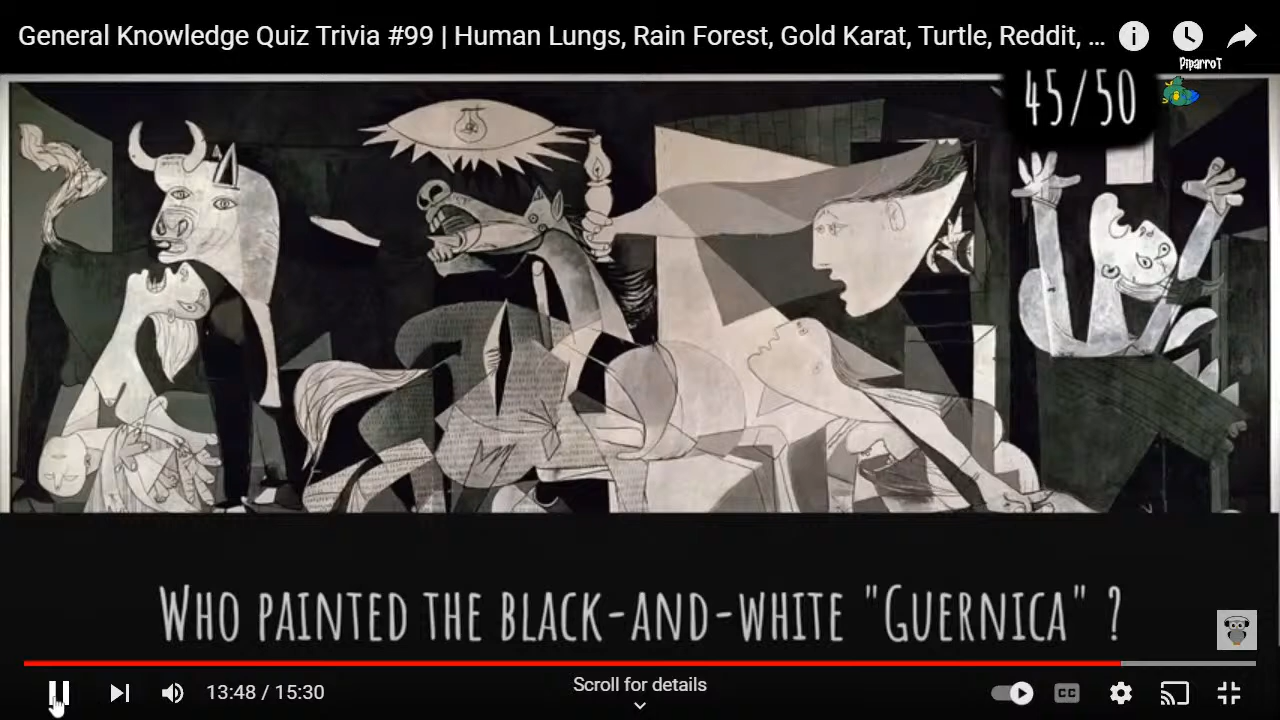 General Knowledge Quiz Trivia #99 | Human Lungs, Rain Forest, Gold Karat, Turtle, Reddit, ...
PiparroT
45/50
WHO PAINTED THE BLACK-AND-WHITE "GUERNICA" ?
13:48 / 15:30
Scroll for details
CC